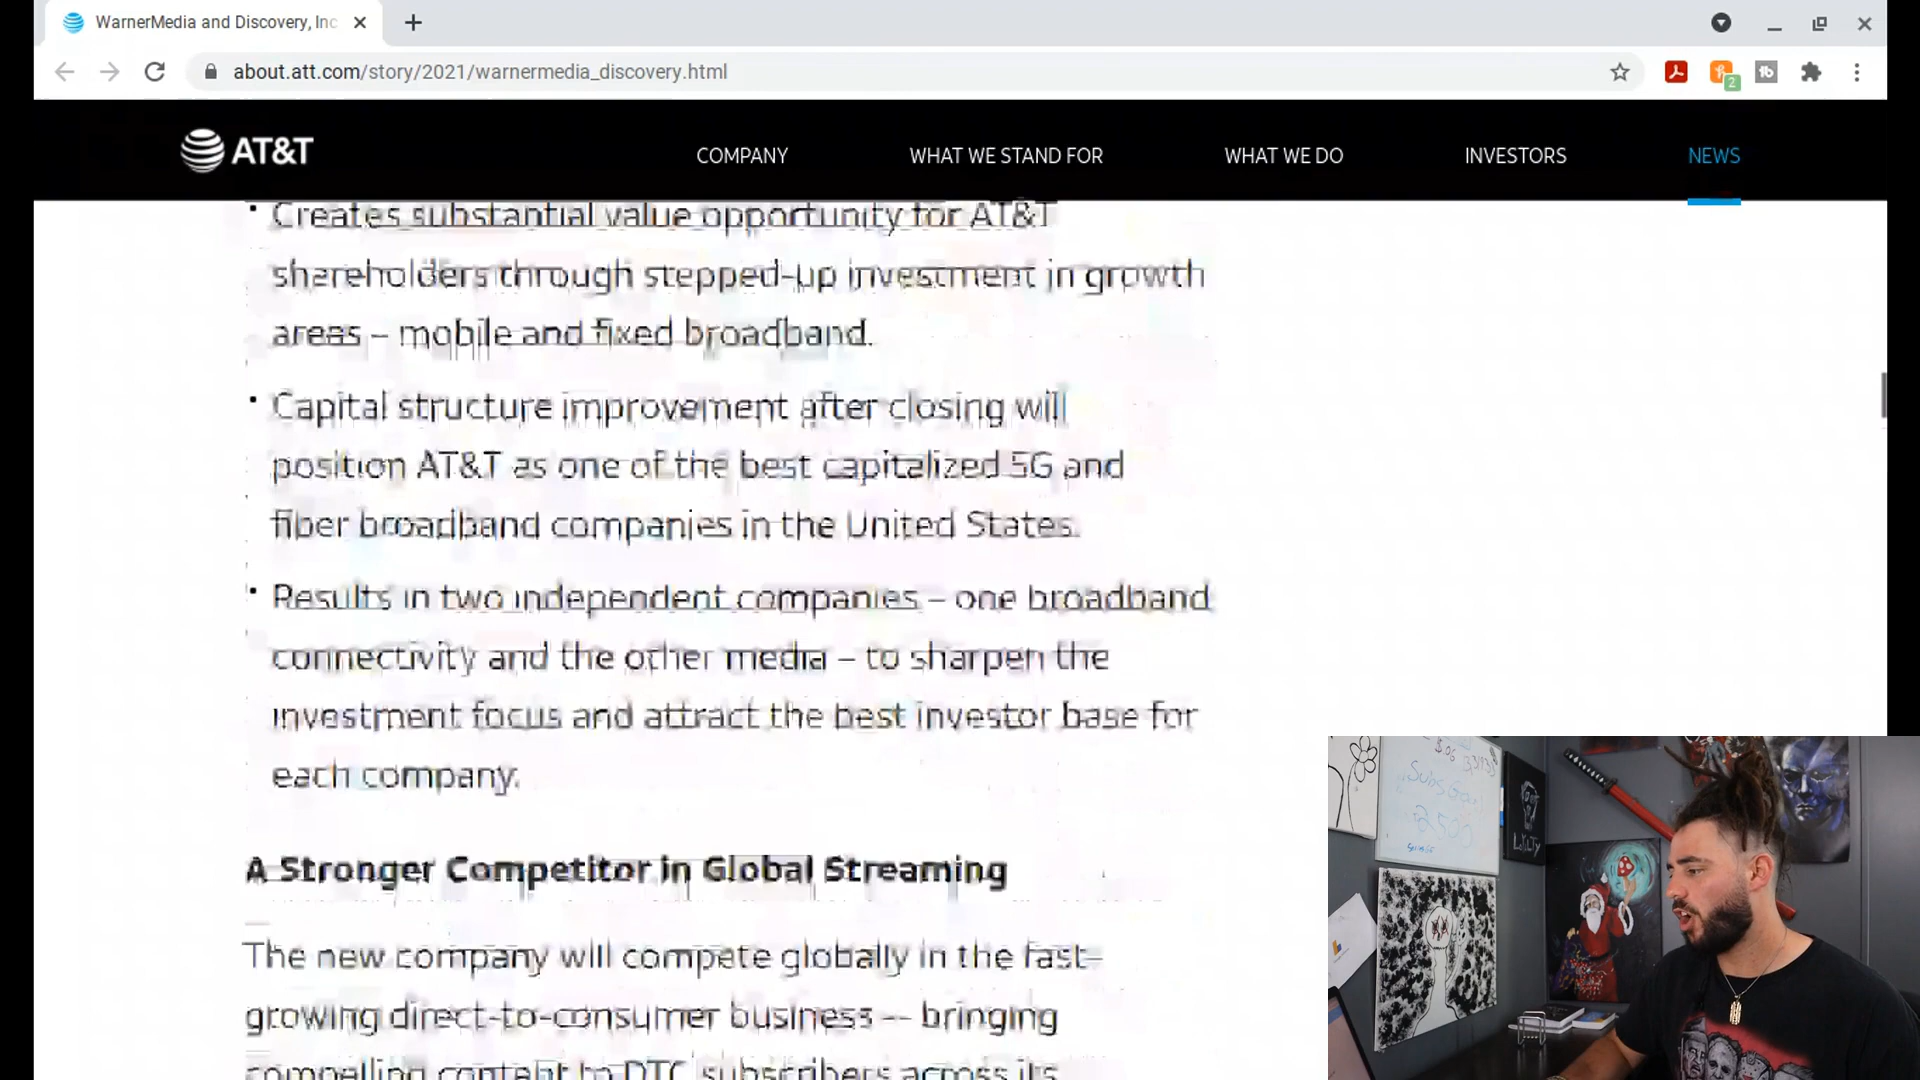 WarnerMedia and Discovery, Inc
about.att.com/story/2021/warnermedia_discovery.html
2
AT&T
COMPANY
WHAT WE STAND FOR
WHAT WE DO
INVESTORS
NEWS
Creates substantial value opportunity for AT&T
shareholders through stepped-up investment in growth
areas – mobile and fixed broadband.
Capital structure improvement after closing will
position AT&T as one of the best capitalized 5G and
fiber broadband companies in the United States.
Results in two independent companies – one broadband
connectivity and the other media – to sharpen the
investment focus and attract the best investor base for
each company.
A Stronger Competitor in Global Streaming
The new company will compete globally in the fast-
growing direct-to-consumer business -- bringing
compelling content to DTC subscribers across its
$.06
Subs Goal
2500
LOYALTY